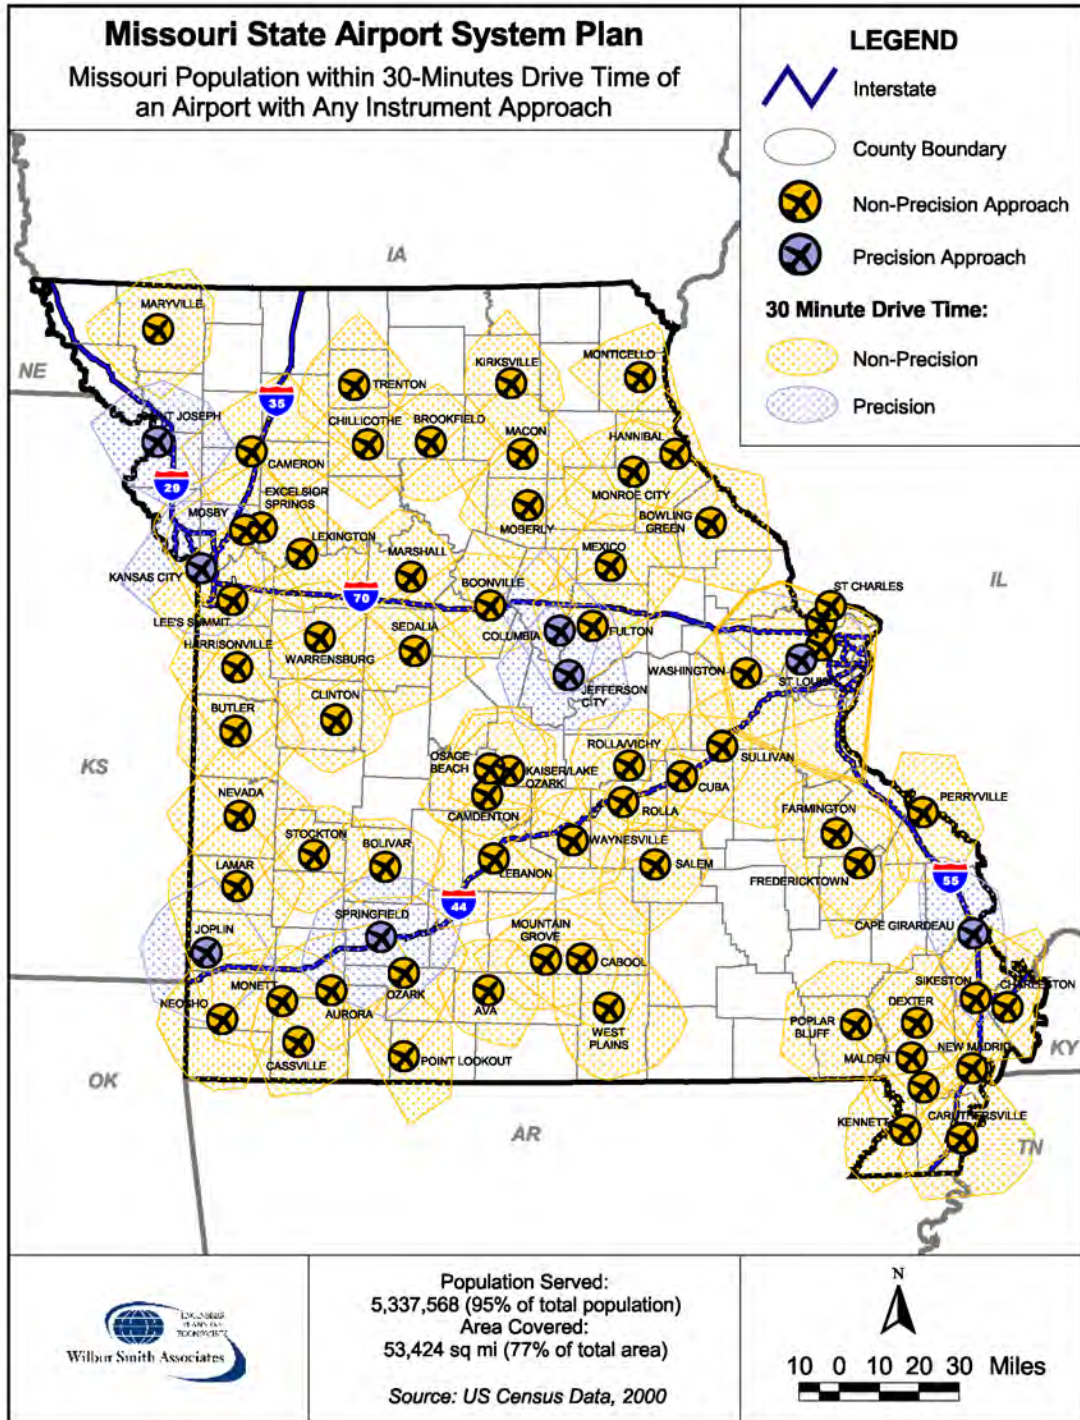 Missouri State Airport System Plan
Missouri Population within 30-Minutes Drive Time of
an Airport with Any Instrument Approach
LEGEND
Interstate
County Boundary
Non-Precision Approach
Precision Approach
30 Minute Drive Time:
Non-Precision
Precision
IA
NE
MARYVILLE
KIRKSVILLE
MONTICELLO
TRENTON
35
NT JOSEPH
CHILLICOTHE
BROOKFIELD
MACON
HANNIBAL
CAMERON
29
EXCELSIOR
SPRINGS
MOSBY
MONROE CITY
MOBERLY
BOWLING
GREEN
LEXINGTON
MARSHALL
MEXICO
KANSAS CITY
BOONVILLE
ST CHARLES
IL
70
LEE'S SUMMIT
SEDALIA
COLUMBIA
FULTON
HARRISONVILLE
WARRENSBURG
WASHINGTON
ST LOUIS
CLINTON
JEFFERSON
CITY
BUTLER
ROLLA/VICHY
SULLIVAN
KS
OSAGE
BEACH
KAISER/LAKE
OZARK
CUBA
NEVADA
CAMDENTON
ROLLA
FARMINGTON
PERRYVILLE
STOCKTON
BOLIVAR
WAYNESVILLE
LAMAR
LEBANON
SALEM
FREDERICKTOWN
55
44
SPRINGFIELD
MOUNTAIN
GROVE
CAPE GIRARDEAU
JOPLIN
CABOOL
SIKESTON
CHARLESTON
MONETT
NEOSHO
AURORA
OZARK
AVA
WEST
PLAINS
POPLAR
BLUFF
DEXTER
CASSVILLE
POINT LOOKOUT
MALDEN
NEW MADRID
KY
OK
AR
KENNETT
CARUTHERSVILLE
TN
Wilbur Smith Associates
ENGINEERS
PLANNERS
ECONOMISTS
Population Served:
5,337,568 (95% of total population)
Area Covered:
53,424 sq mi (77% of total area)
Source: US Census Data, 2000
N
10 0 10 20 30 Miles